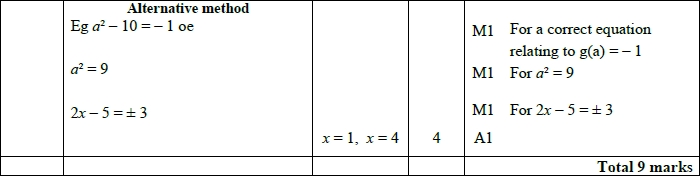 Alternative method
Eg a² – 10 = – 1 oe
M1 For a correct equation
relating to g(a) = – 1
a² = 9
M1 For a² = 9
2x – 5 = ± 3
M1 For 2x – 5 = ± 3
x = 1, x = 4
4
A1
Total 9 marks